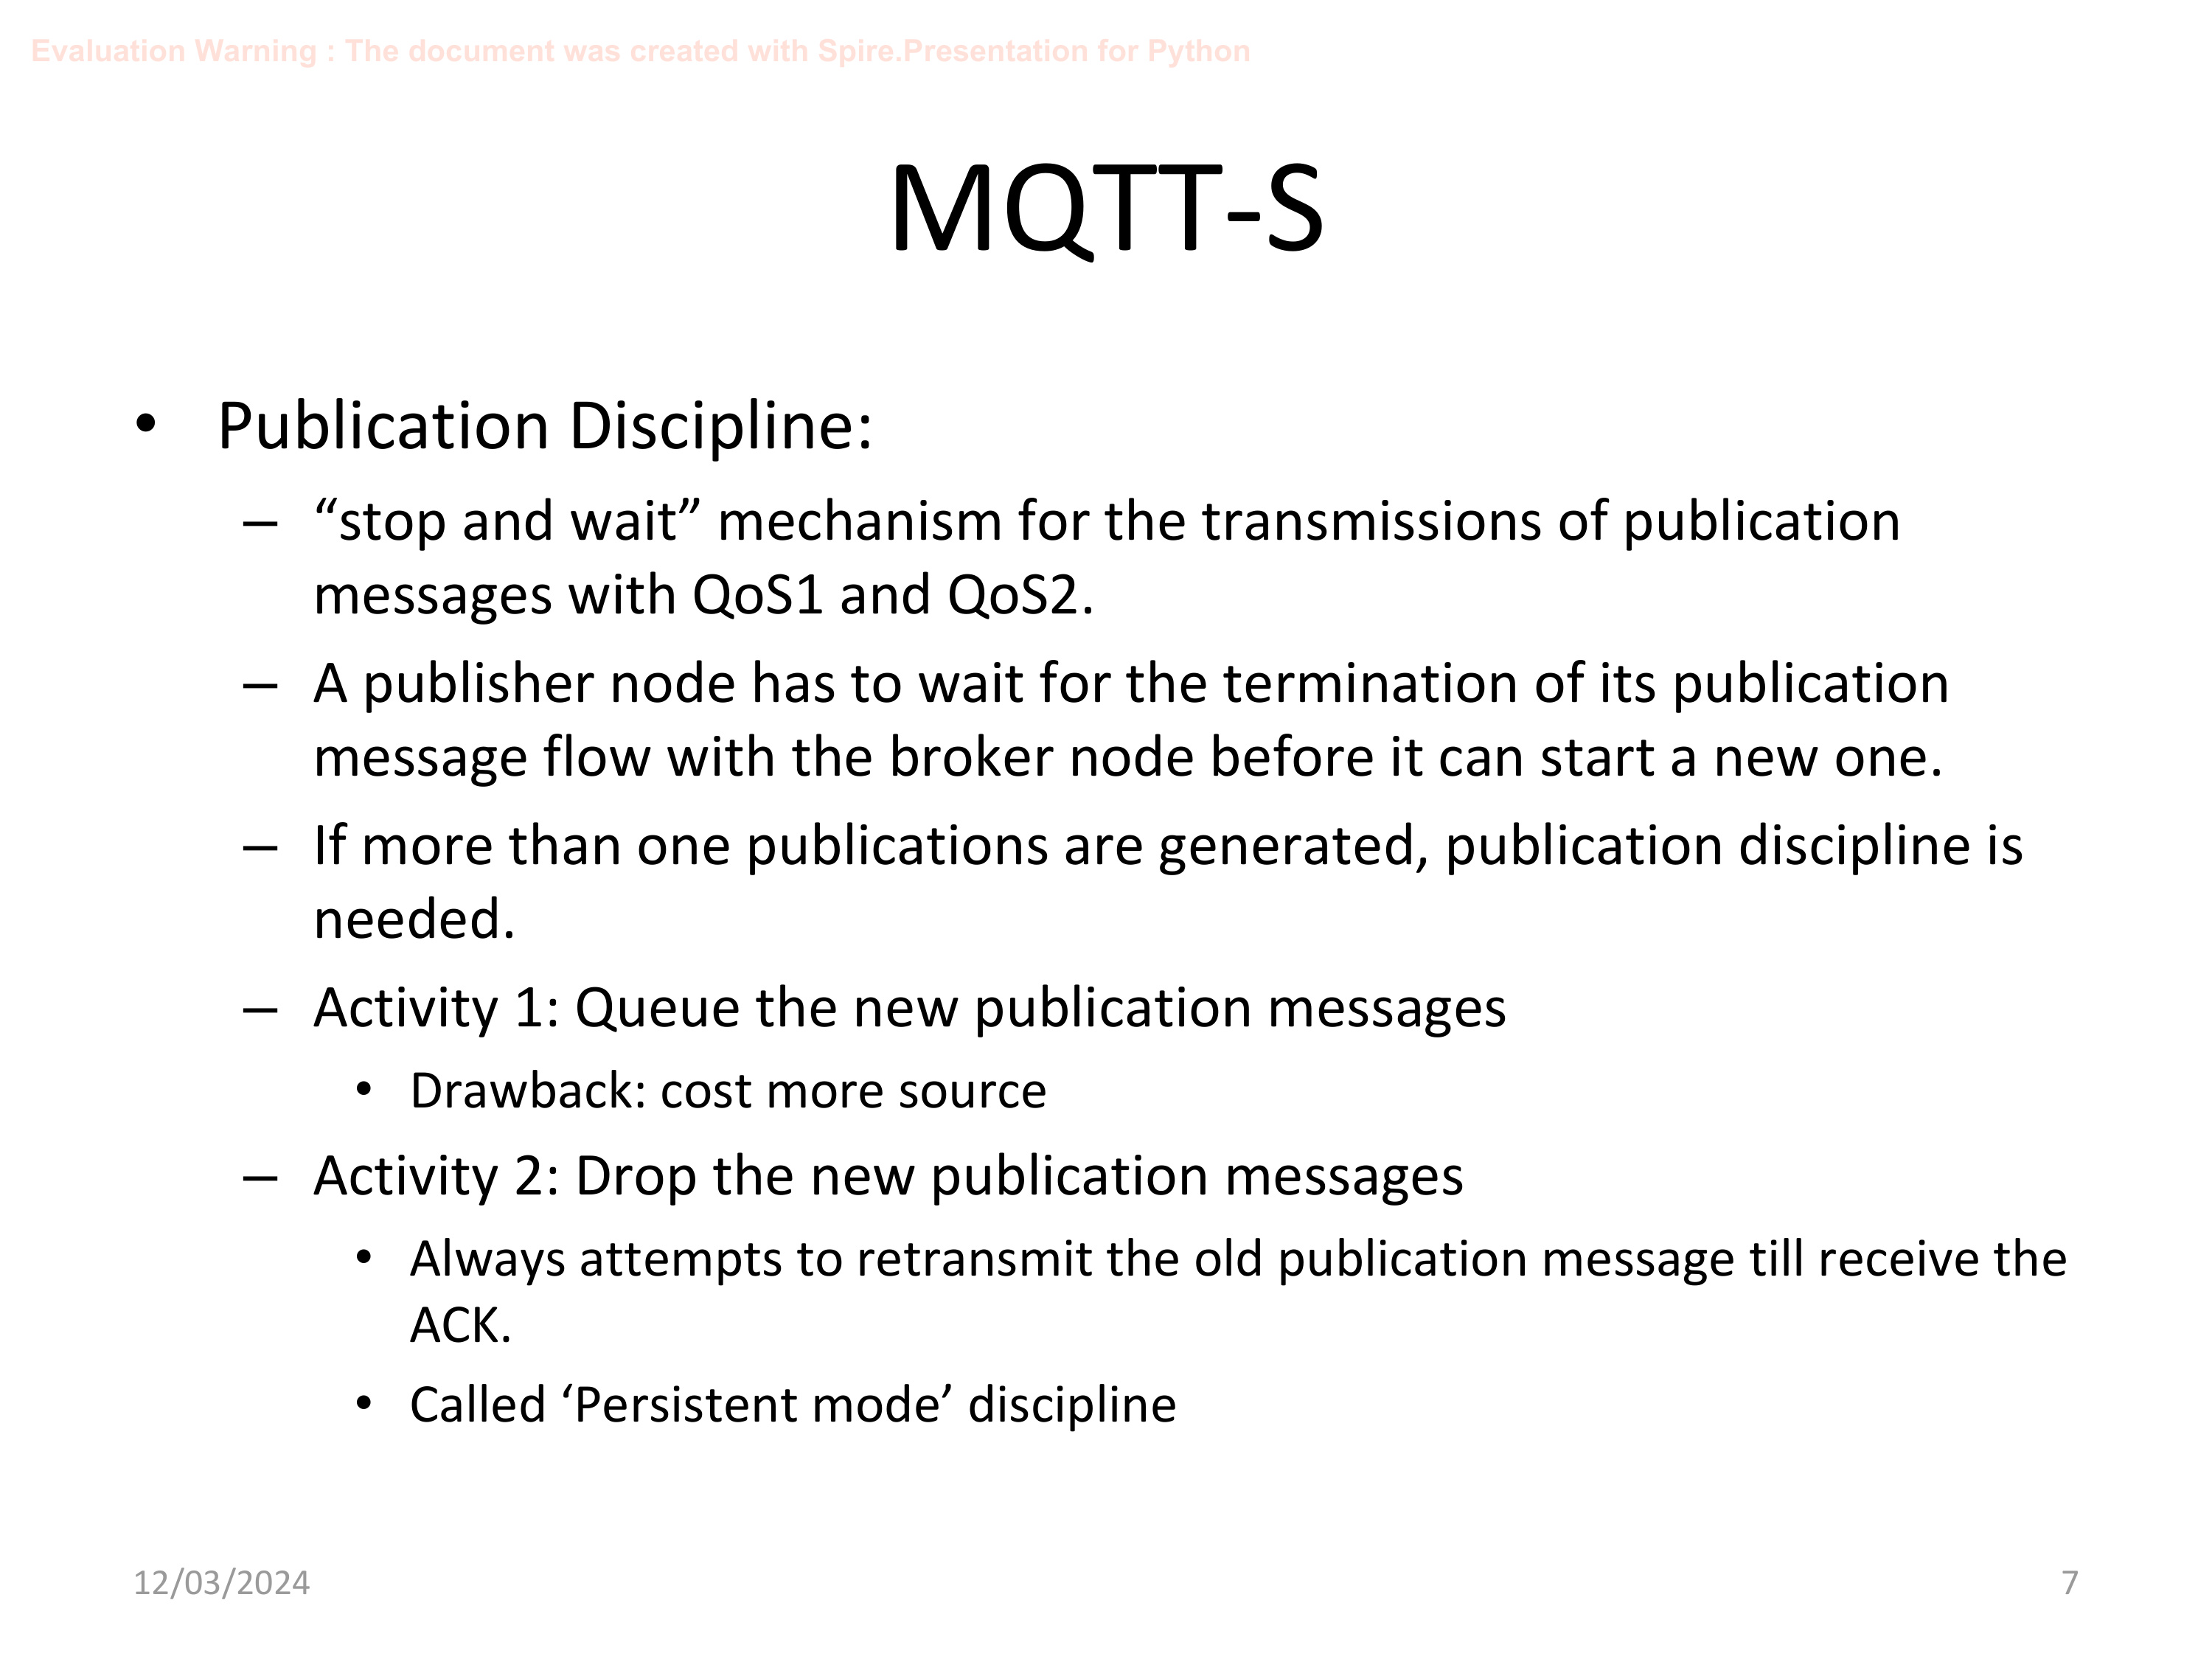 Evaluation Warning : The document was created with Spire.Presentation for Python
MQTT-S
• Publication Discipline:
– “stop and wait” mechanism for the transmissions of publication
messages with QoS1 and QoS2.
– A publisher node has to wait for the termination of its publication
message flow with the broker node before it can start a new one.
– If more than one publications are generated, publication discipline is
needed.
– Activity 1: Queue the new publication messages
• Drawback: cost more source
– Activity 2: Drop the new publication messages
• Always attempts to retransmit the old publication message till receive the
ACK.
• Called ‘Persistent mode’ discipline
12/03/2024
7